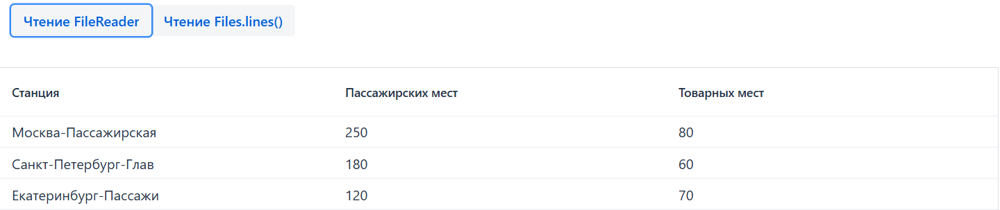 Чтение FileReader Чтение Files.lines()
Станция Пассажирских мест Товарных мест
Москва-Пассажирская 250 80
Санкт-Петербург-Глав 180 60
Екатеринбург-Пассажи 120 70